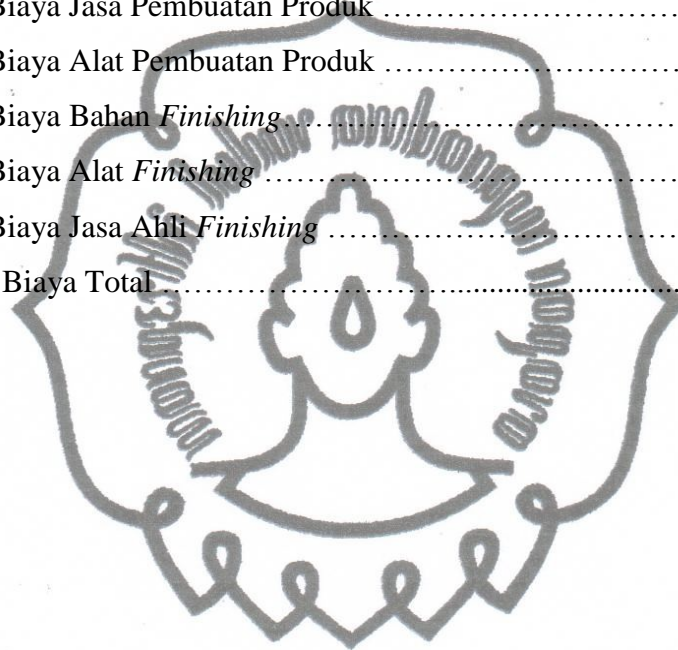 Biaya Jasa Pembuatan Produk ……………………………
Biaya Alat Pembuatan Produk ……………………………
Biaya Bahan Finishing……………………………………
Biaya Alat Finishing ………………………………………
Biaya Jasa Ahli Finishing …………………………………
Biaya Total ……………………………..............................